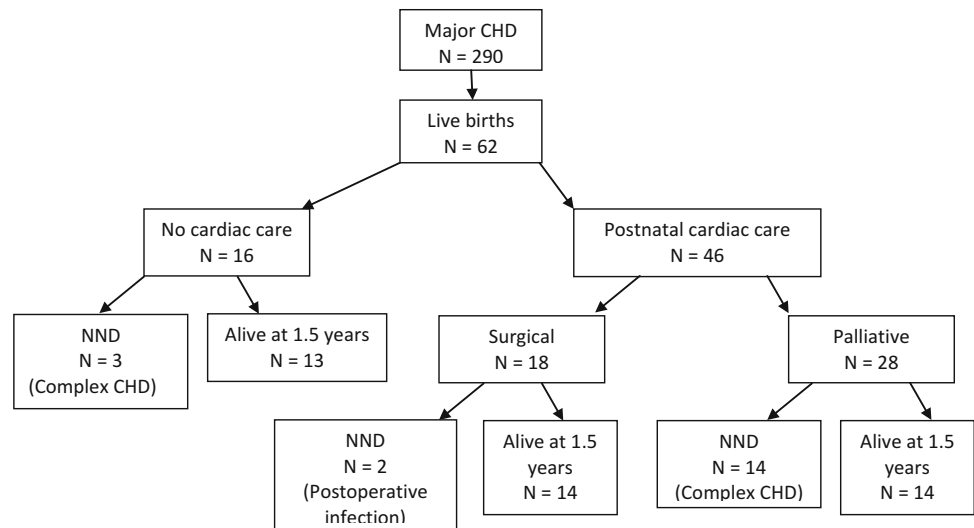 Major CHD
N = 290
Live births
N = 62
No cardiac care
N = 16
Postnatal cardiac care
N = 46
NND
N = 3
(Complex CHD)
Alive at 1.5 years
N = 13
Surgical
N = 18
Palliative
N = 28
NND
N = 2
(Postoperative
infection)
Alive at 1.5
years
N = 14
NND
N = 14
(Complex CHD)
Alive at 1.5
years
N = 14